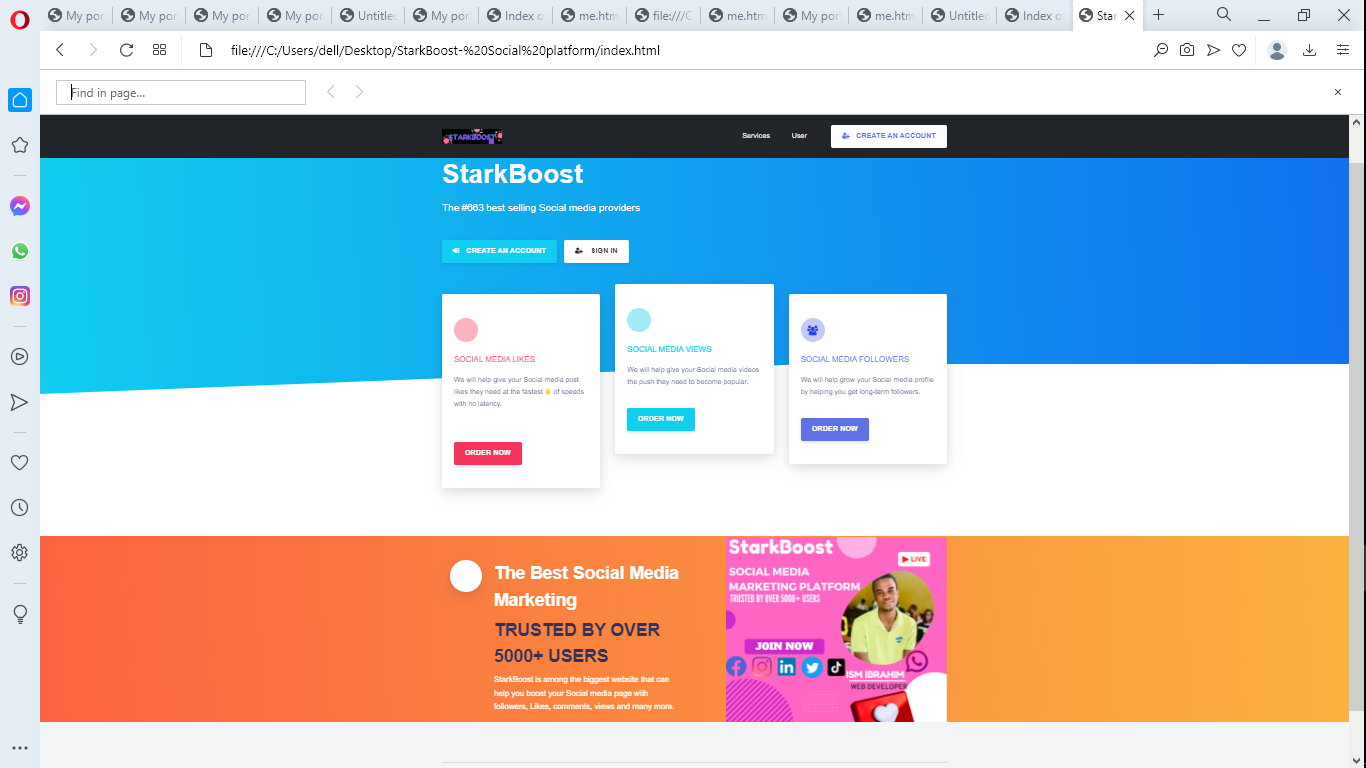 My por
My por
My por
My por
Untitled
My por
Index o
me.htm
file:///C
me.htm
My por
me.htm
Untitled
Index o
Star
file:///C:/Users/dell/Desktop/StarkBoost-%20Social%20platform/index.html
Find in page...
STARKBOOST
Services
User
CREATE AN ACCOUNT
StarkBoost
The #663 best selling Social media providers
CREATE AN ACCOUNT
SIGN IN
SOCIAL MEDIA LIKES
We will help give your Social media post
likes they need at the fastest of speeds
with no latency.
ORDER NOW
SOCIAL MEDIA VIEWS
We will help give your Social media videos
the push they need to become popular.
ORDER NOW
SOCIAL MEDIA FOLLOWERS
We will help grow your Social media profile
by helping you get long-term followers.
ORDER NOW
The Best Social Media
Marketing
TRUSTED BY OVER
5000+ USERS
StarkBoost is among the biggest website that can
help you boost your Social media page with
followers, Likes, comments, views and many more.
StarkBoost
LIVE
SOCIAL MEDIA
MARKETING PLATFORM
TRUSTED BY OVER 5000+ USERS
JOIN NOW
ISM IBRAHIM
WEB DEVELOPER